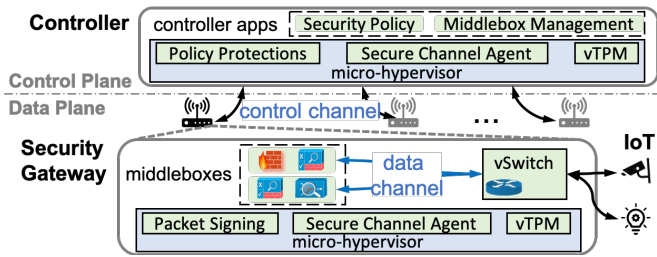 Controller
controller apps
Security Policy
Middlebox Management
Policy Protections
Secure Channel Agent
vTPM
micro-hypervisor
Control Plane
Data Plane
control channel
...
Security
Gateway
IoT
middleboxes
data
channel
vSwitch
Packet Signing
Secure Channel Agent
vTPM
micro-hypervisor